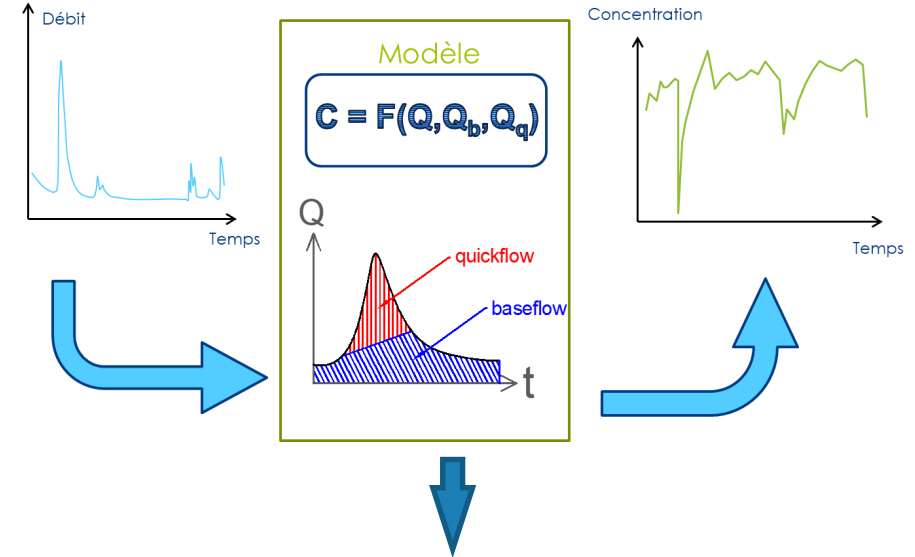 Débit
Temps
Modèle
C = F(Q,Qb,Qq)
Q
quickflow
baseflow
t
Concentration
Temps